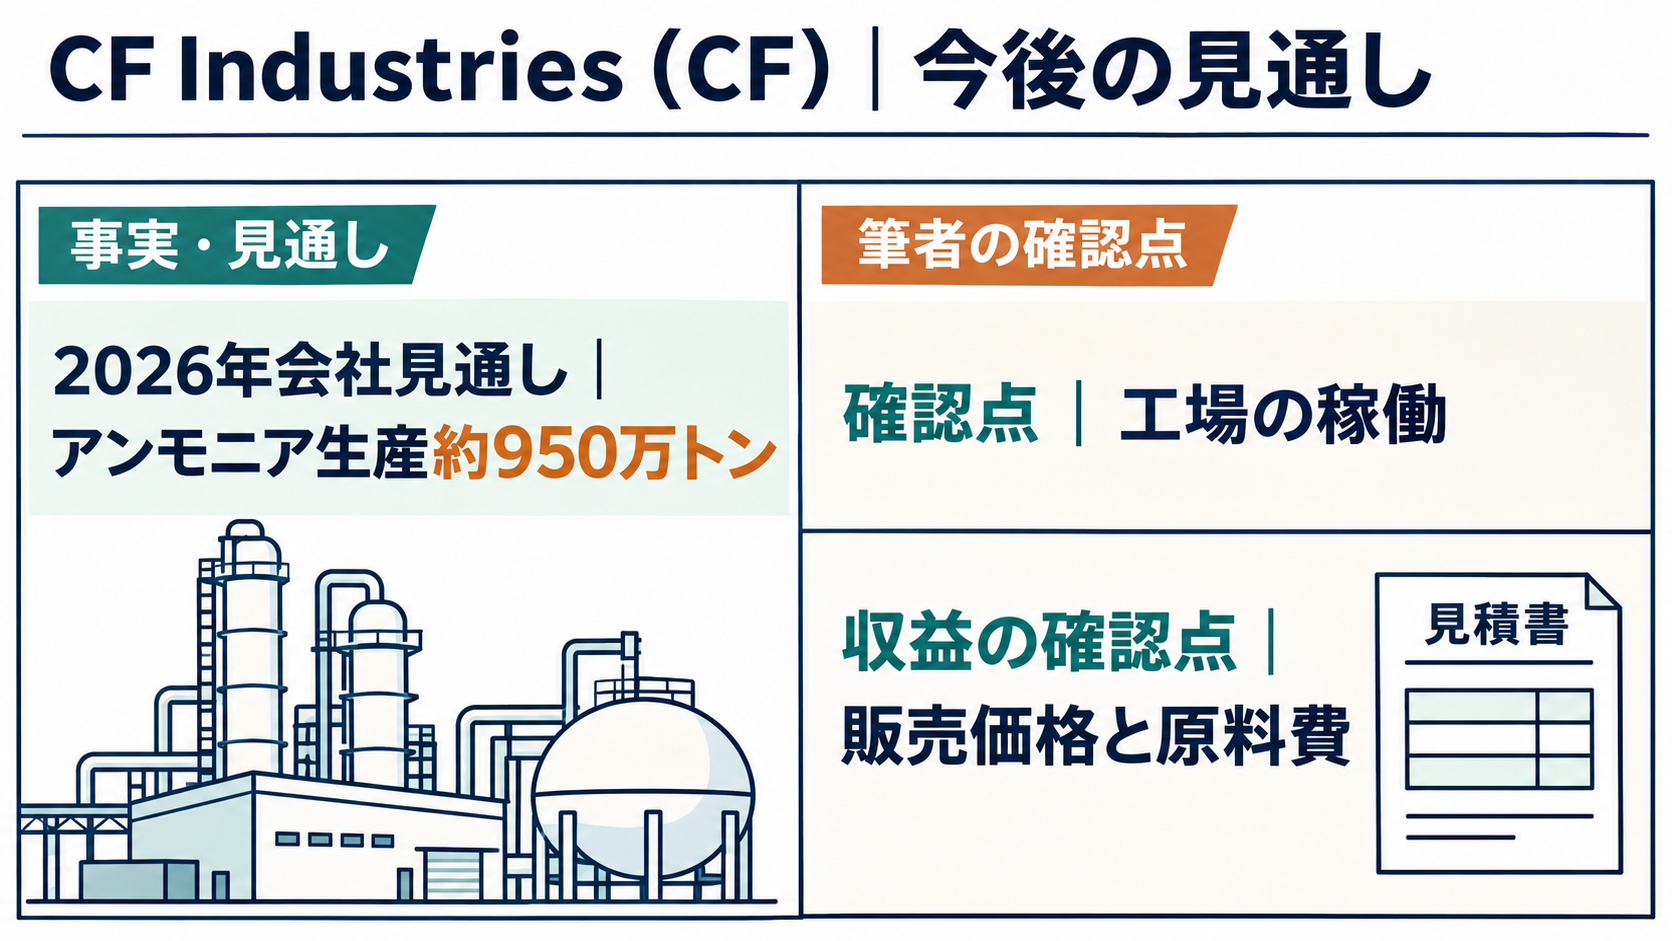 CF Industries（CF）｜今後の見通し
事実・見通し
2026年会社見通し｜
アンモニア生産約950万トン
筆者の確認点
確認点｜工場の稼働
収益の確認点｜
販売価格と原料費
見積書